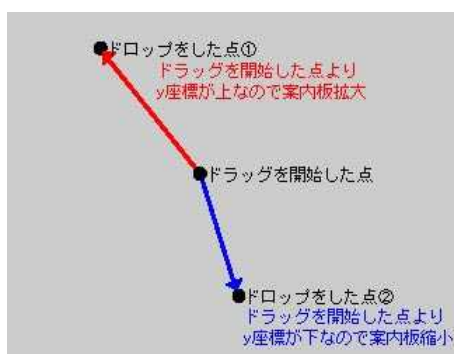 ドロップをした点①
ドラッグを開始した点より
y座標が上なので案内板拡大
ドラッグを開始した点
ドロップをした点②
ドラッグを開始した点より
y座標が下なので案内板縮小